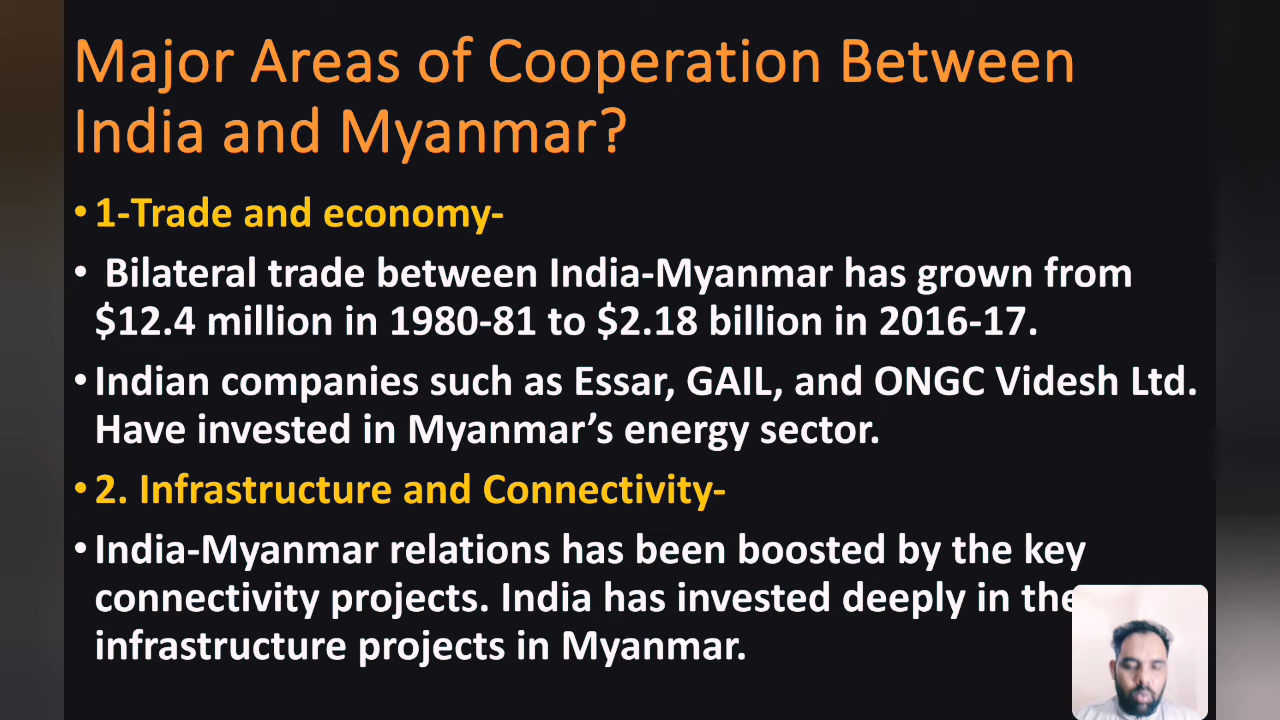 Major Areas of Cooperation Between
India and Myanmar?
• 1-Trade and economy-
• Bilateral trade between India-Myanmar has grown from
$12.4 million in 1980-81 to $2.18 billion in 2016-17.
• Indian companies such as Essar, GAIL, and ONGC Videsh Ltd.
Have invested in Myanmar’s energy sector.
• 2. Infrastructure and Connectivity-
• India-Myanmar relations has been boosted by the key
connectivity projects. India has invested deeply in the
infrastructure projects in Myanmar.